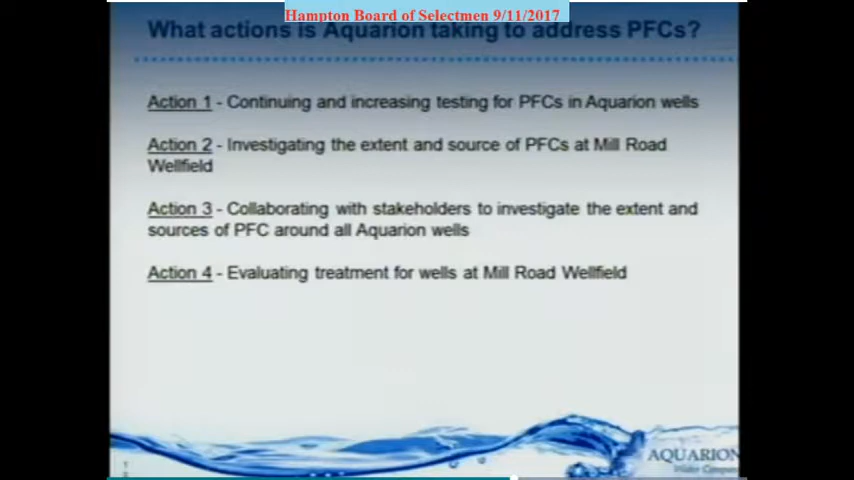 Hampton Board of Selectmen 9/11/2017
What actions is Aquarion taking to address PFCs?
Action 1 - Continuing and increasing testing for PFCs in Aquarion wells
Action 2 - Investigating the extent and source of PFCs at Mill Road
Wellfield
Action 3 - Collaborating with stakeholders to investigate the extent and
sources of PFC around all Aquarion wells
Action 4 - Evaluating treatment for wells at Mill Road Wellfield
AQUARION
Water Company